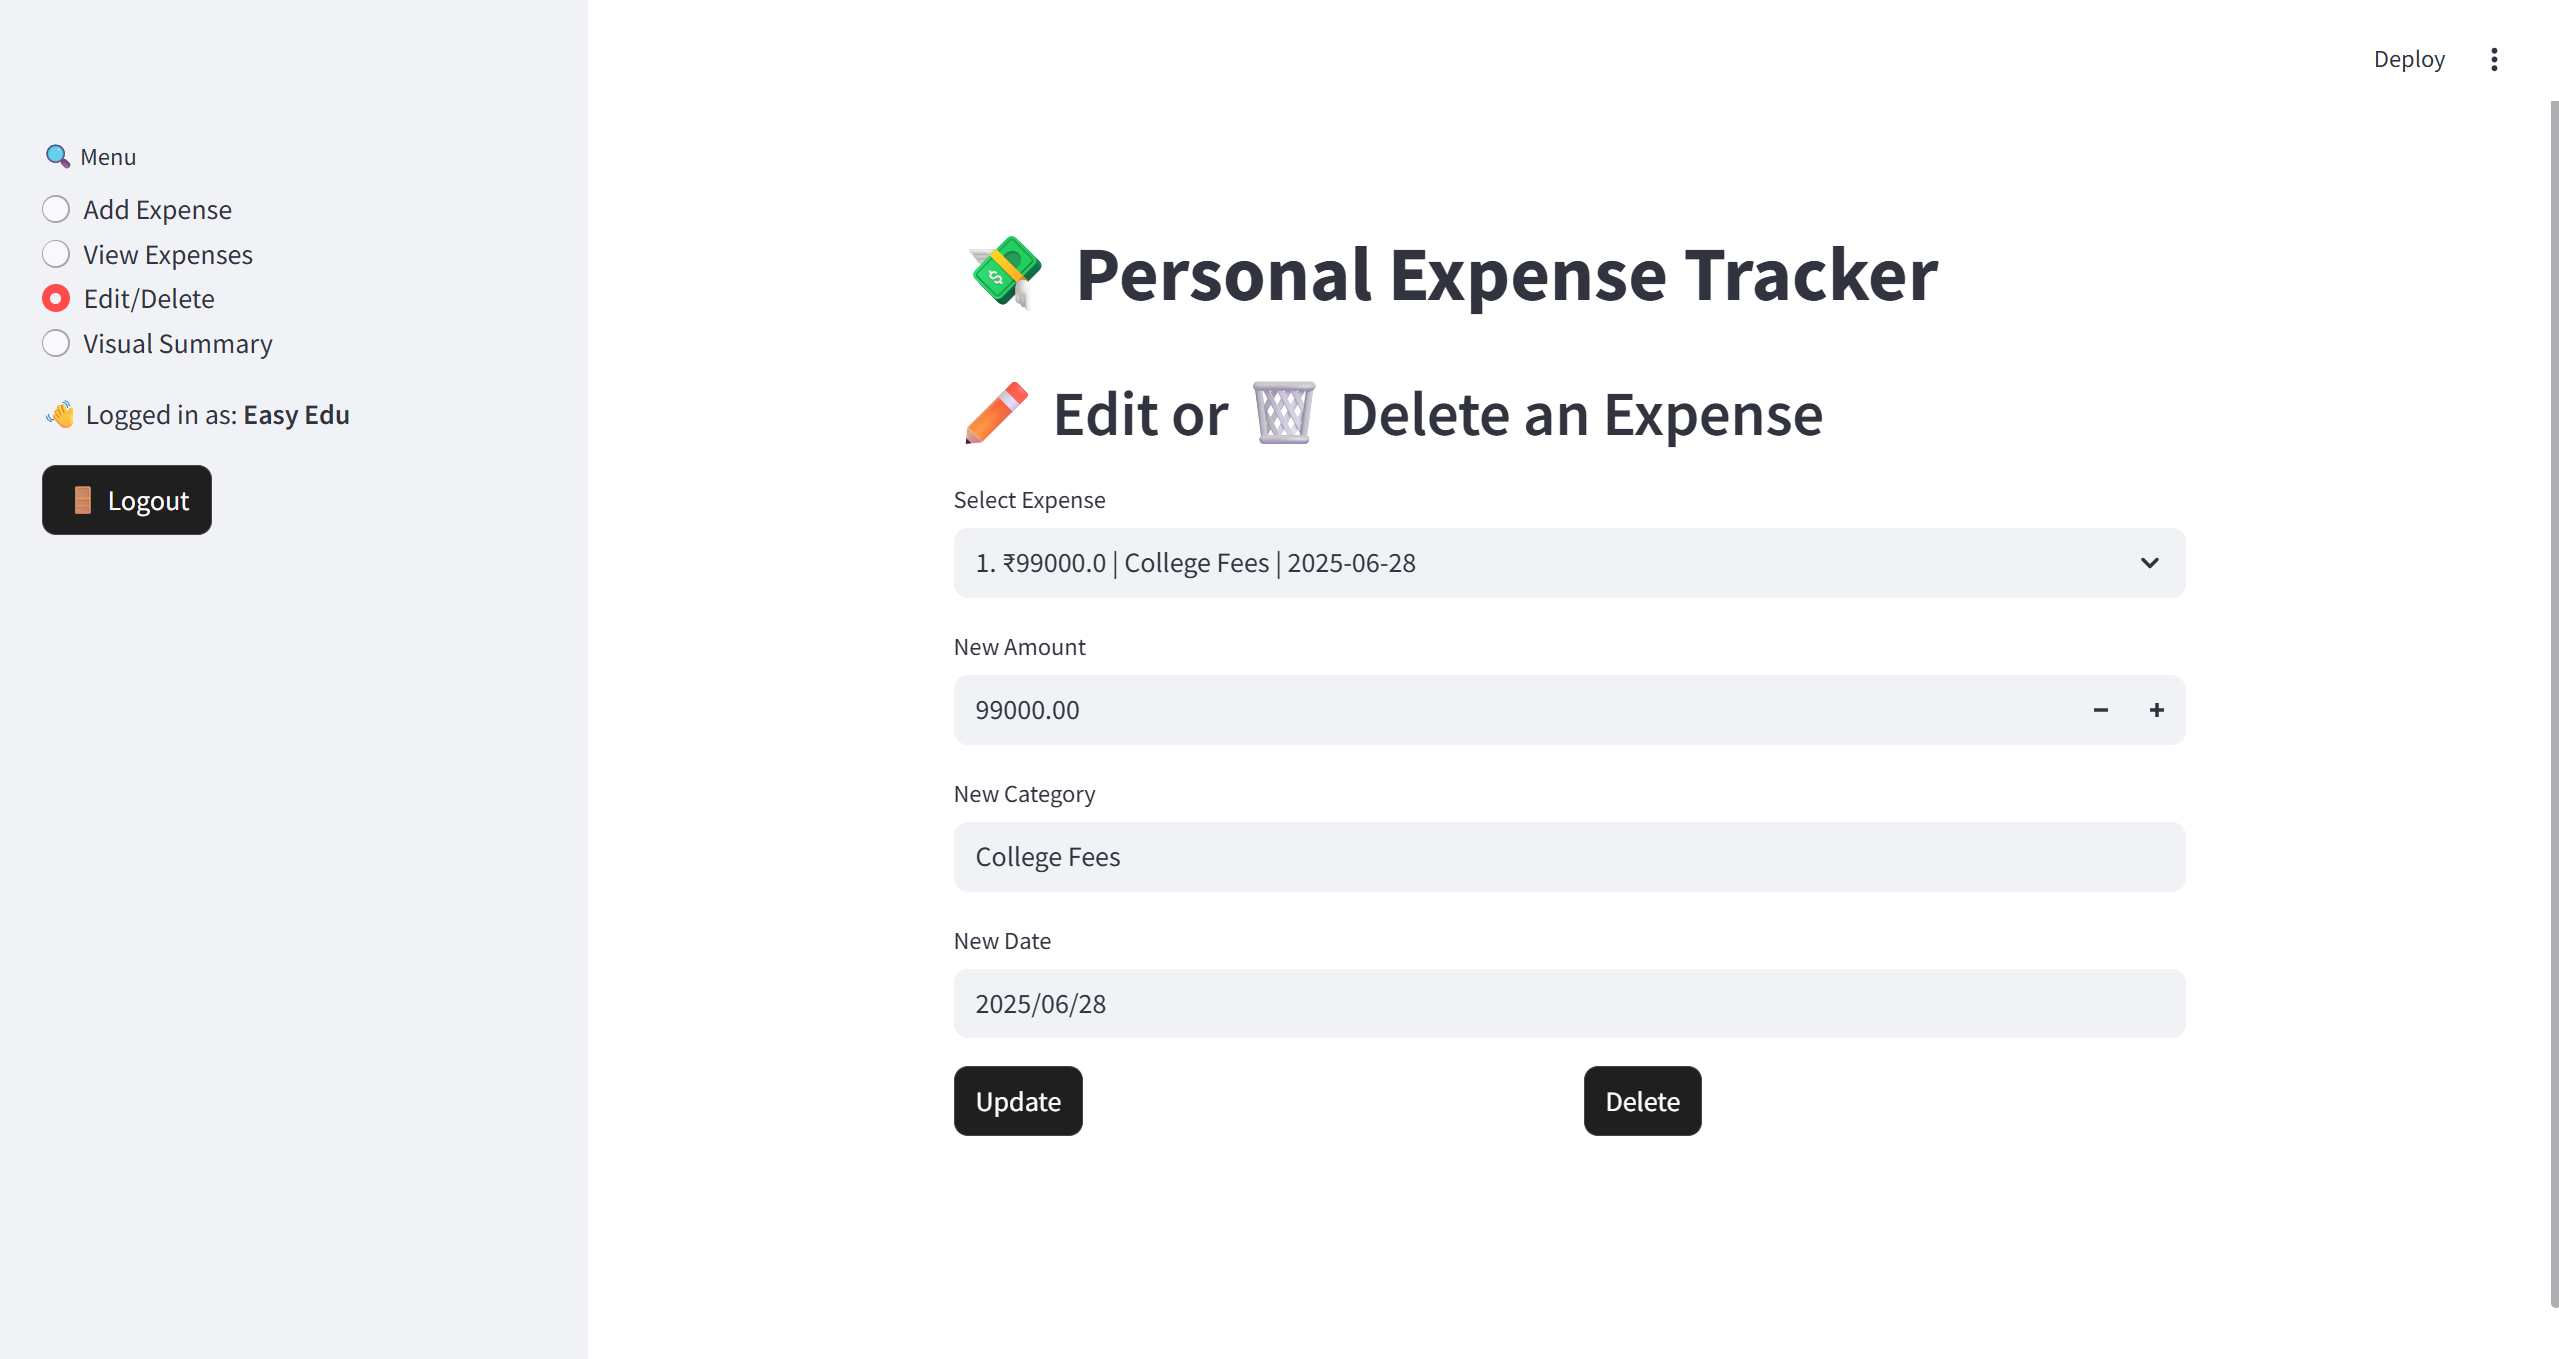 Deploy
Menu
Add Expense
View Expenses
Edit/Delete
Visual Summary
Logged in as: Easy Edu
Logout
Personal Expense Tracker
Edit or Delete an Expense
Select Expense
1. ₹99000.0 | College Fees | 2025-06-28
New Amount
99000.00
New Category
College Fees
New Date
2025/06/28
Update
Delete